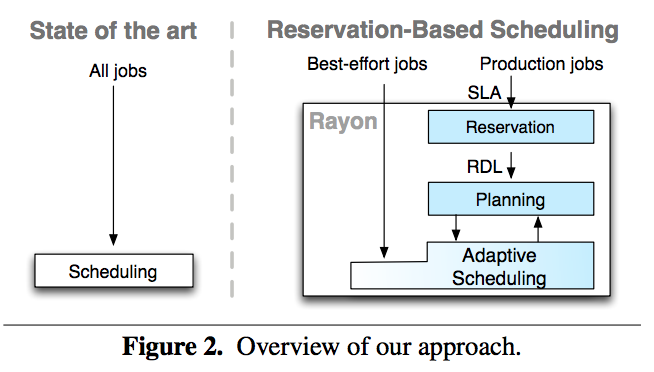 State of the art
All jobs
Scheduling
Reservation-Based Scheduling
Best-effort jobs
Production jobs
SLA
Rayon
Reservation
RDL
Planning
Adaptive
Scheduling
Figure 2. Overview of our approach.